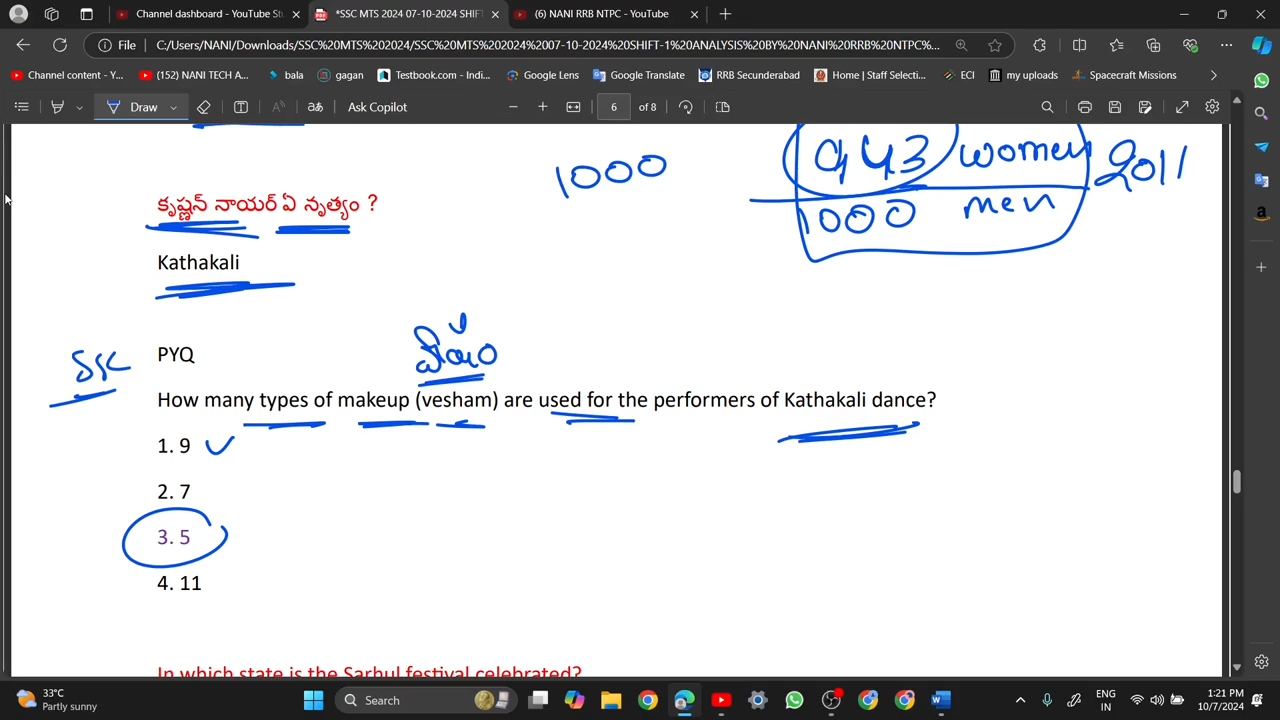 Channel dashboard - YouTube St
*SSC MTS 2024 07-10-2024 SHIFT-
(6) NANI RRB NTPC - YouTube
File
C:/Users/NANI/Downloads/SSC%20MTS%202024/SSC%20MTS%202024%2007-10-2024%20SHIFT-1%20ANALYSIS%20BY%20NANI%20RRB%20NTPC%...
Channel content - Y...
(152) NANI TECH A...
bala
gagan
Testbook.com - Indi...
Google Lens
Google Translate
RRB Secunderabad
Home | Staff Selecti...
ECI
my uploads
Spacecraft Missions
Draw
Ask Copilot
6 of 8
943 women 2011
1000
1000 men
కృష్ణన్ నాయర్ ఏ నృత్యం ?
Kathakali
SSC
PYQ
How many types of makeup (vesham) are used for the performers of Kathakali dance?
1. 9
2. 7
3. 5
4. 11
In which state is the Sarhul festival celebrated?
33°C
Partly sunny
Search
ENG
IN
1:21 PM
10/7/2024